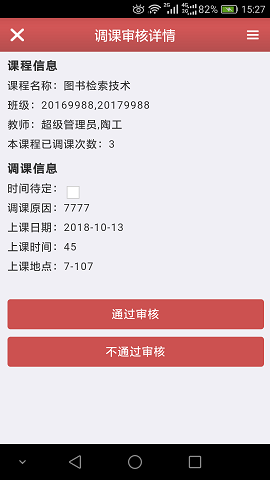 2G 4G 2G 82% 15:27
调课审核详情
课程信息
课程名称：图书检索技术
班级：20169988,20179988
教师：超级管理员,陶工
本课程已调课次数：3
调课信息
时间待定：
调课原因：7777
上课日期：2018-10-13
上课时间：45
上课地点：7-107
通过审核
不通过审核